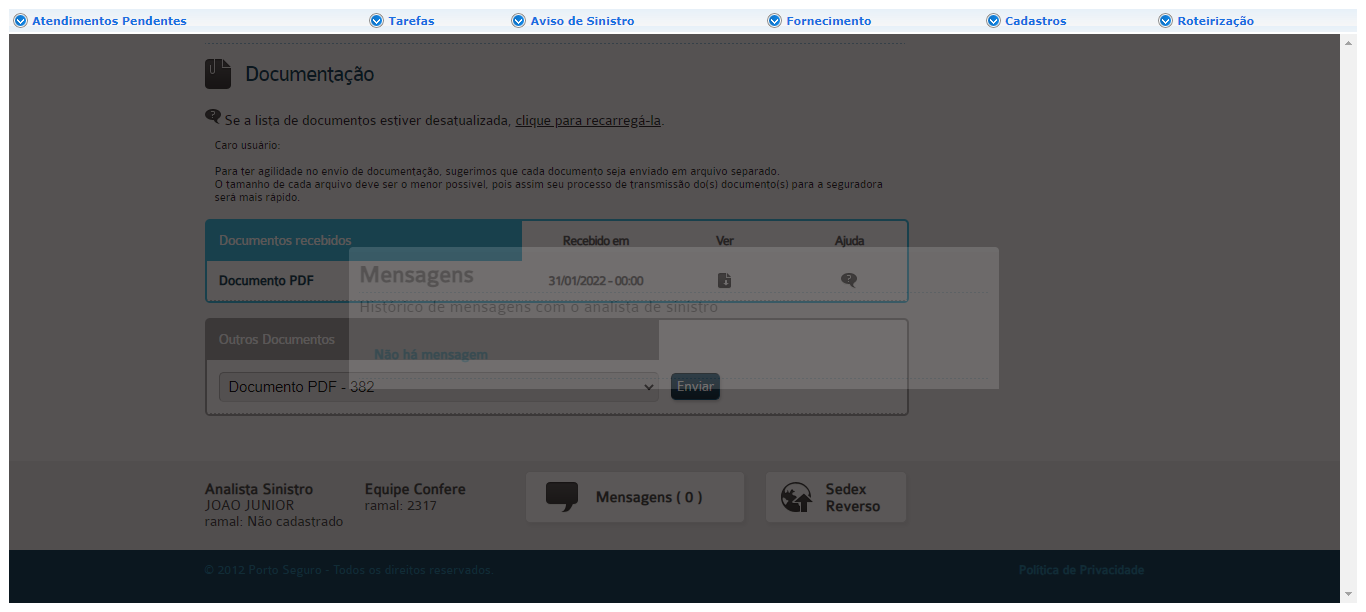 Atendimentos Pendentes Tarefas Aviso de Sinistro Fornecimento Cadastros Roteirização
Documentação
Se a lista de documentos estiver desatualizada, clique para recarregá-la.
Caro usuário:
Para ter agilidade no envio de documentação, sugerimos que cada documento seja enviado em arquivo separado.
O tamanho de cada arquivo deve ser o menor possível, pois assim seu processo de transmissão do(s) documento(s) para a seguradora
será mais rápido.
Documentos recebidos Recebido em Ver Ajuda
Documento PDF 31/01/2022 - 00:00
Mensagens
Histórico de mensagens com o analista de sinistro
Outros Documentos
Não há mensagem
Documento PDF - 382 Enviar
Analista Sinistro Equipe Confere Mensagens ( 0 ) Sedex
JOAO JUNIOR ramal: 2317 Reverso
ramal: Não cadastrado
© 2012 Porto Seguro - Todos os direitos reservados. Política de Privacidade